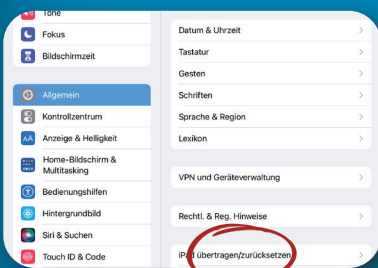 Töne
Fokus
Bildschirmzeit
Allgemein
Kontrollzentrum
AA Anzeige & Helligkeit
Home-Bildschirm &
Multitasking
Bedienungshilfen
Hintergrundbild
Siri & Suchen
Touch ID & Code
Datum & Uhrzeit
Tastatur
Gesten
Schriften
Sprache & Region
Lexikon
VPN und Geräteverwaltung
Rechtl. & Reg. Hinweise
iPad übertragen/zurücksetzen